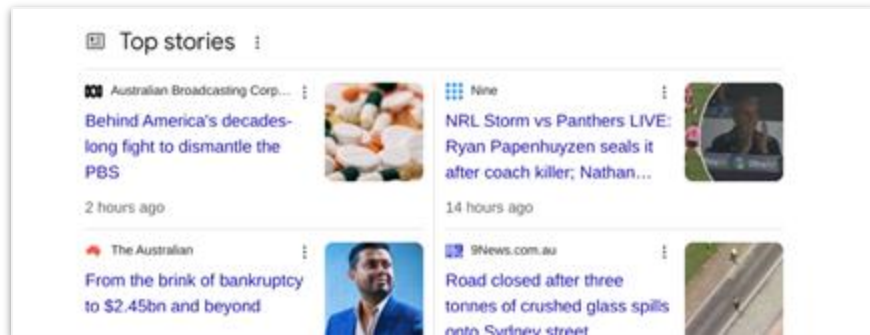 Top stories
Australian Broadcasting Corp...
Behind America's decades-
long fight to dismantle the
PBS
2 hours ago
Nine
NRL Storm vs Panthers LIVE:
Ryan Papenhuyzen seals it
after coach killer; Nathan...
14 hours ago
The Australian
From the brink of bankruptcy
to $2.45bn and beyond
9News.com.au
Road closed after three
tonnes of crushed glass spills
onto Sydney street